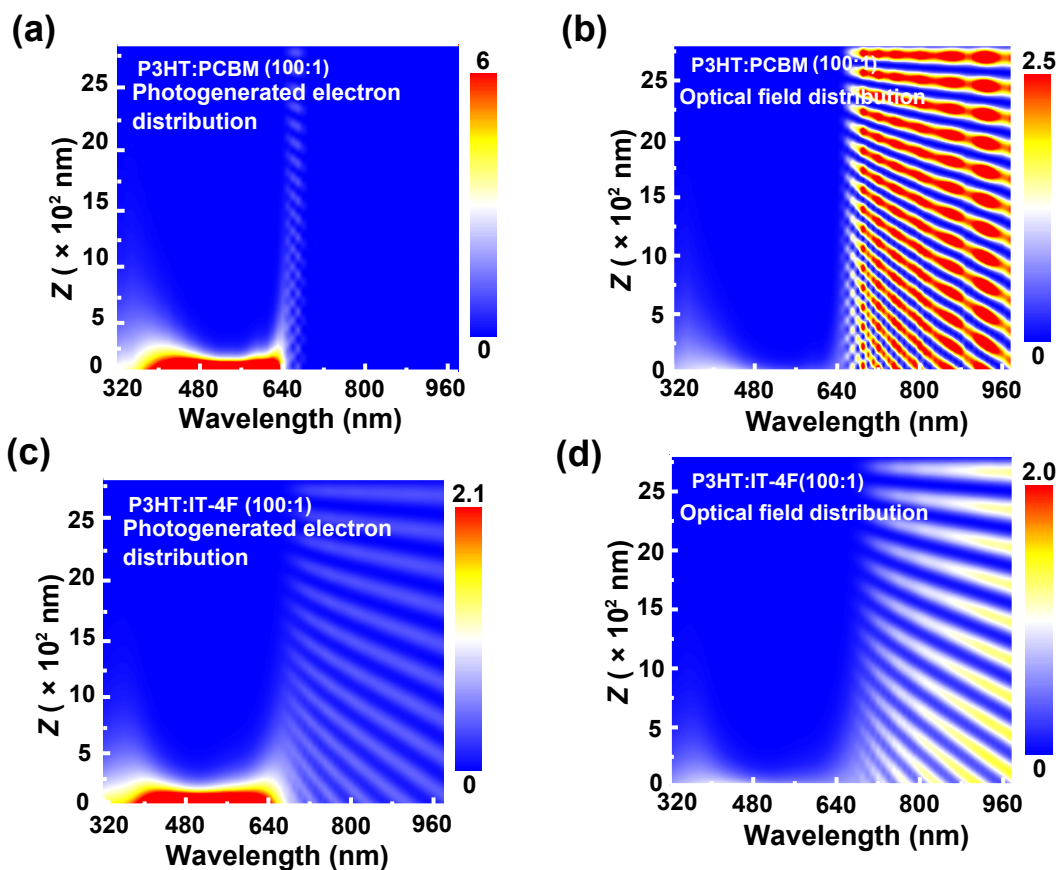 (a)
P3HT:PCBM (100:1)
Photogenerated electron
distribution
6
0
25
20
15
10
5
0
Z ( × 10² nm)
320 480 640 800 960
Wavelength (nm)
(b)
P3HT:PCBM (100:1)
Optical field distribution
2.5
0
25
20
15
10
5
0
Z ( × 10² nm)
320 480 640 800 960
Wavelength (nm)
(c)
P3HT:IT-4F (100:1)
Photogenerated electron
distribution
2.1
0
25
20
15
10
5
0
Z ( × 10² nm)
320 480 640 800 960
Wavelength (nm)
(d)
P3HT:IT-4F(100:1)
Optical field distribution
2.0
0
25
20
15
10
5
0
Z ( × 10² nm)
320 480 640 800 960
Wavelength (nm)